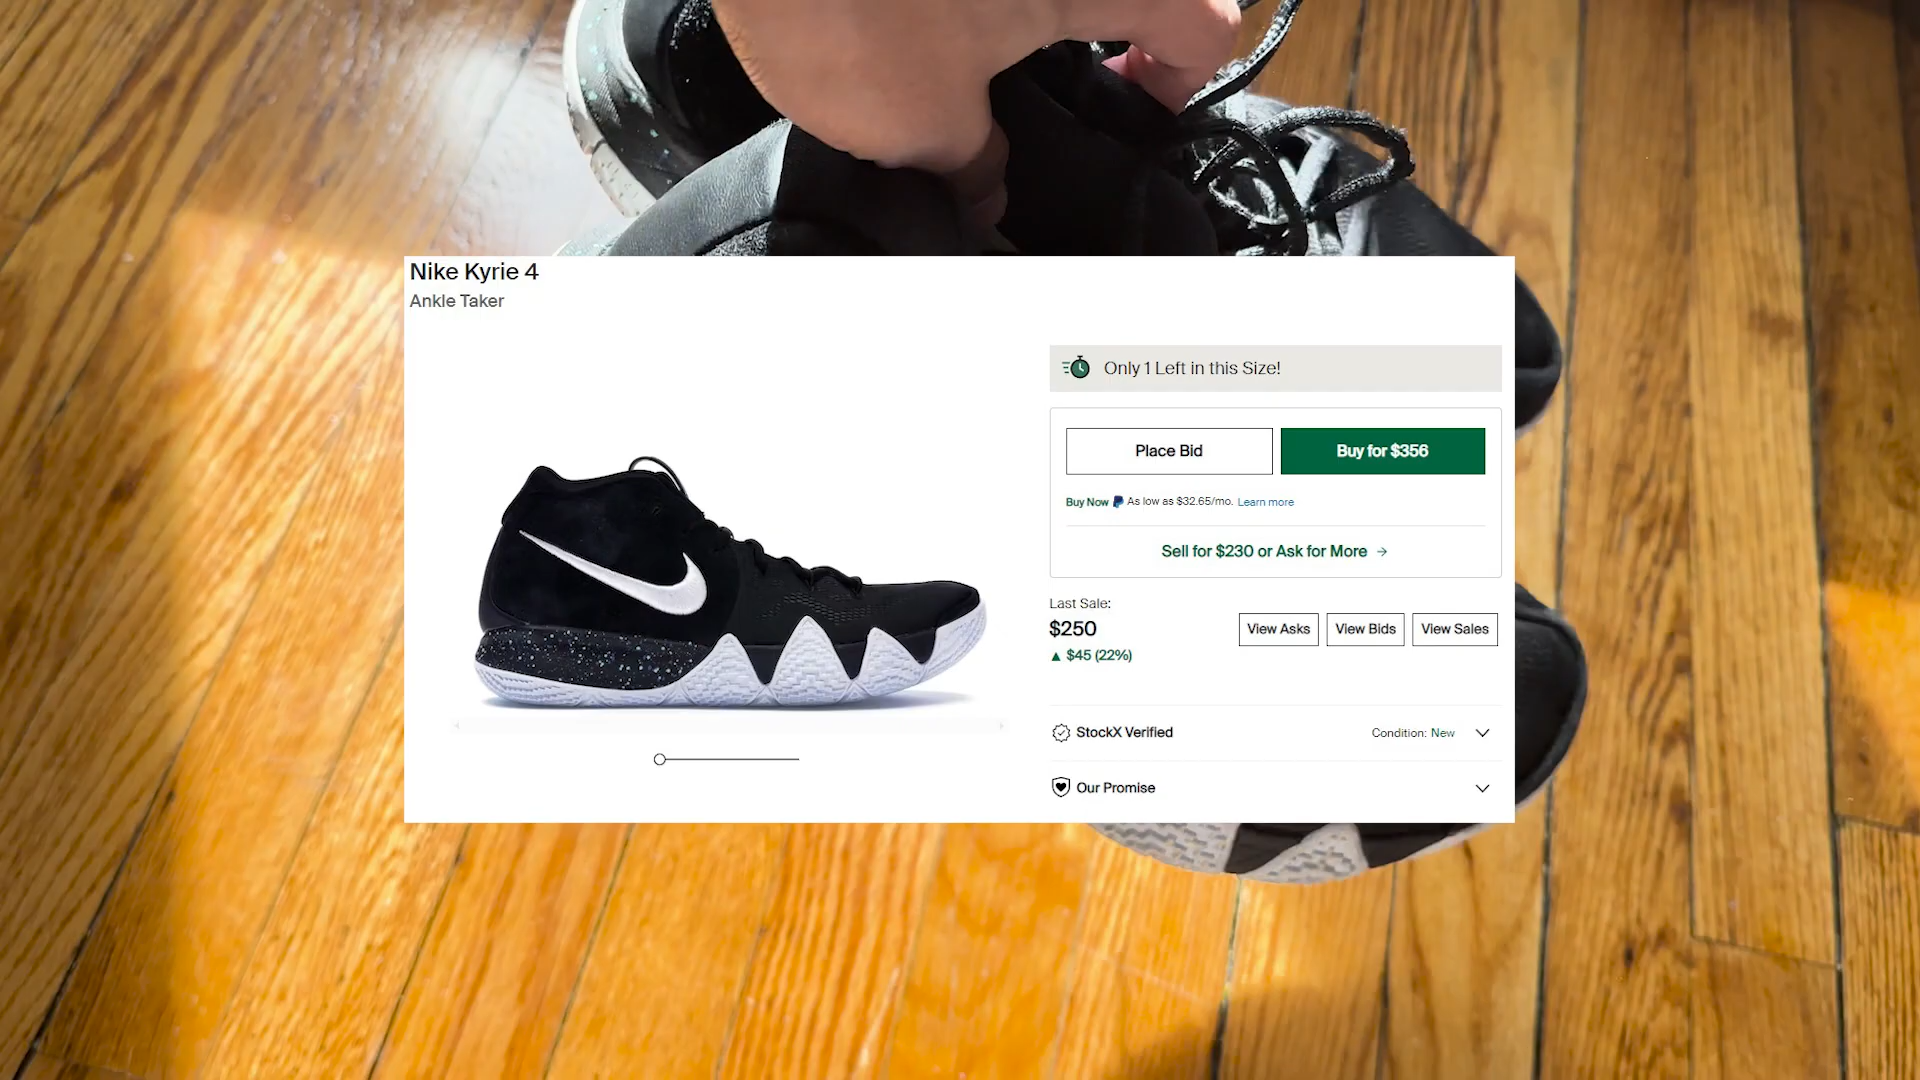 Nike Kyrie 4
Ankle Taker
Only 1 Left in this Size!
Place Bid
Buy for $356
Buy Now As low as $32.65/mo. Learn more
Sell for $230 or Ask for More →
Last Sale:
$250
▲ $45 (22%)
View Asks
View Bids
View Sales
StockX Verified
Condition: New
Our Promise